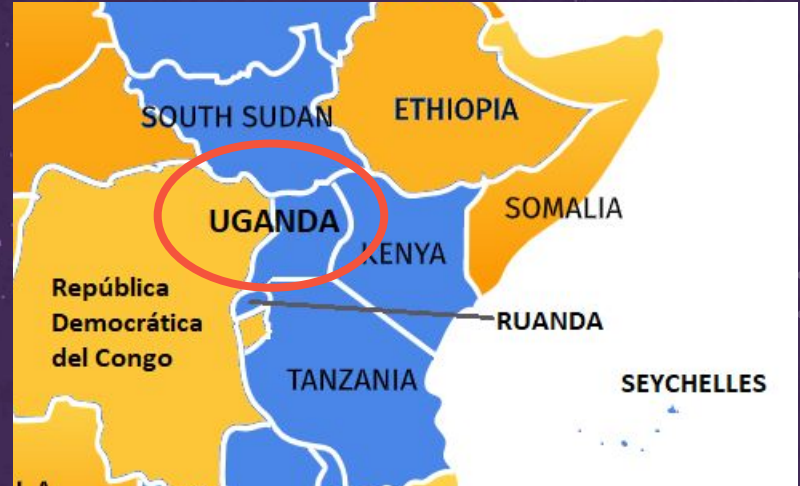 SOUTH SUDAN
ETHIOPIA
UGANDA
SOMALIA
KENYA
República
Democrática
del Congo
RUANDA
TANZANIA
SEYCHELLES